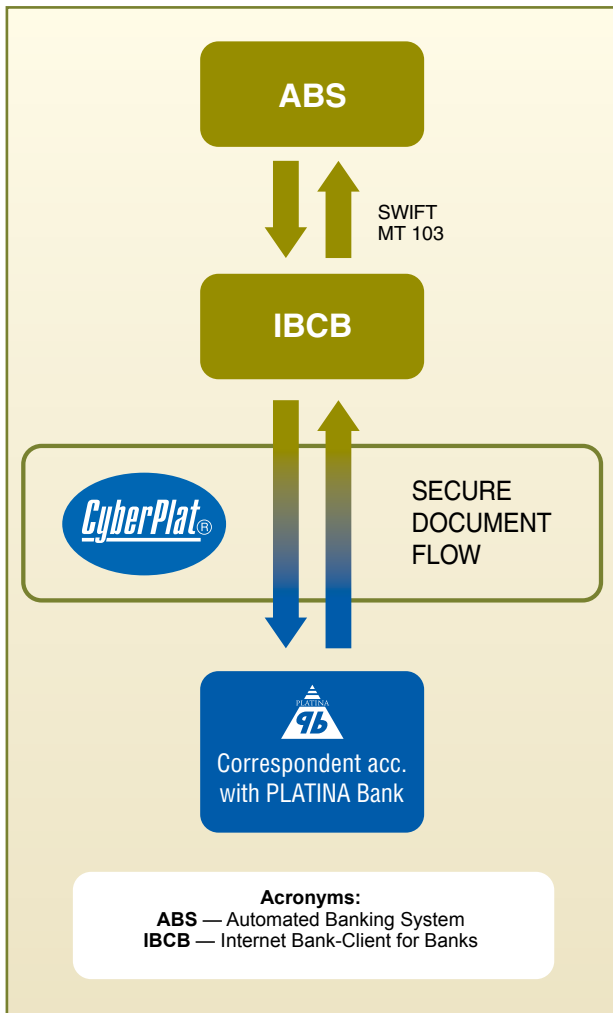 ABS
SWIFT
MT 103
IBCB
CyberPlat®
SECURE
DOCUMENT
FLOW
PLATINA
pb
Correspondent acc.
with PLATINA Bank
Acronyms:
ABS — Automated Banking System
IBCB — Internet Bank-Client for Banks